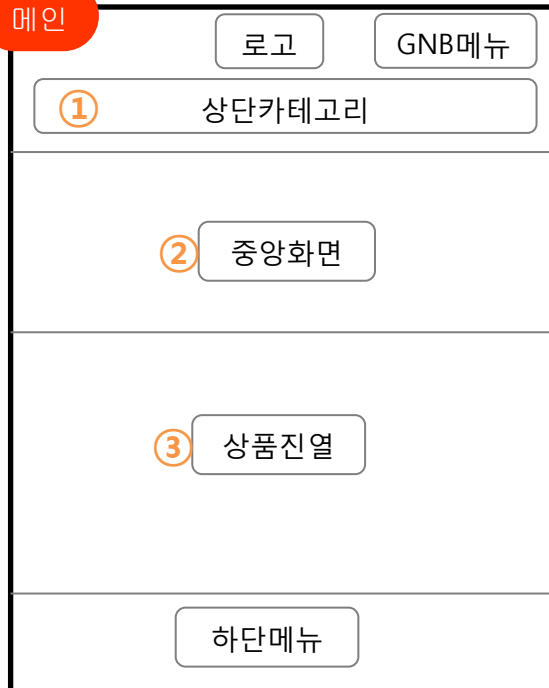 메인
로고
GNB메뉴
① 상단카테고리
② 중앙화면
③ 상품진열
하단메뉴